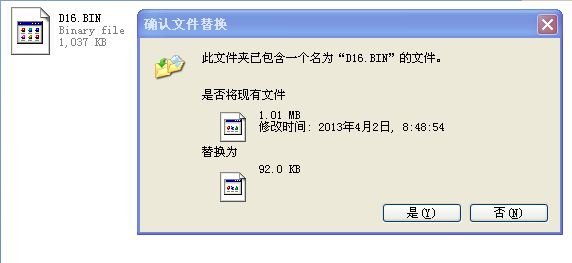 D16.BIN
Binary file
1,037 KB
确认文件替换
此文件夹已包含一个名为“D16.BIN”的文件。
是否将现有文件
1.01 MB
修改时间: 2013年4月2日, 8:48:54
替换为
92.0 KB
是(Y)
否(N)